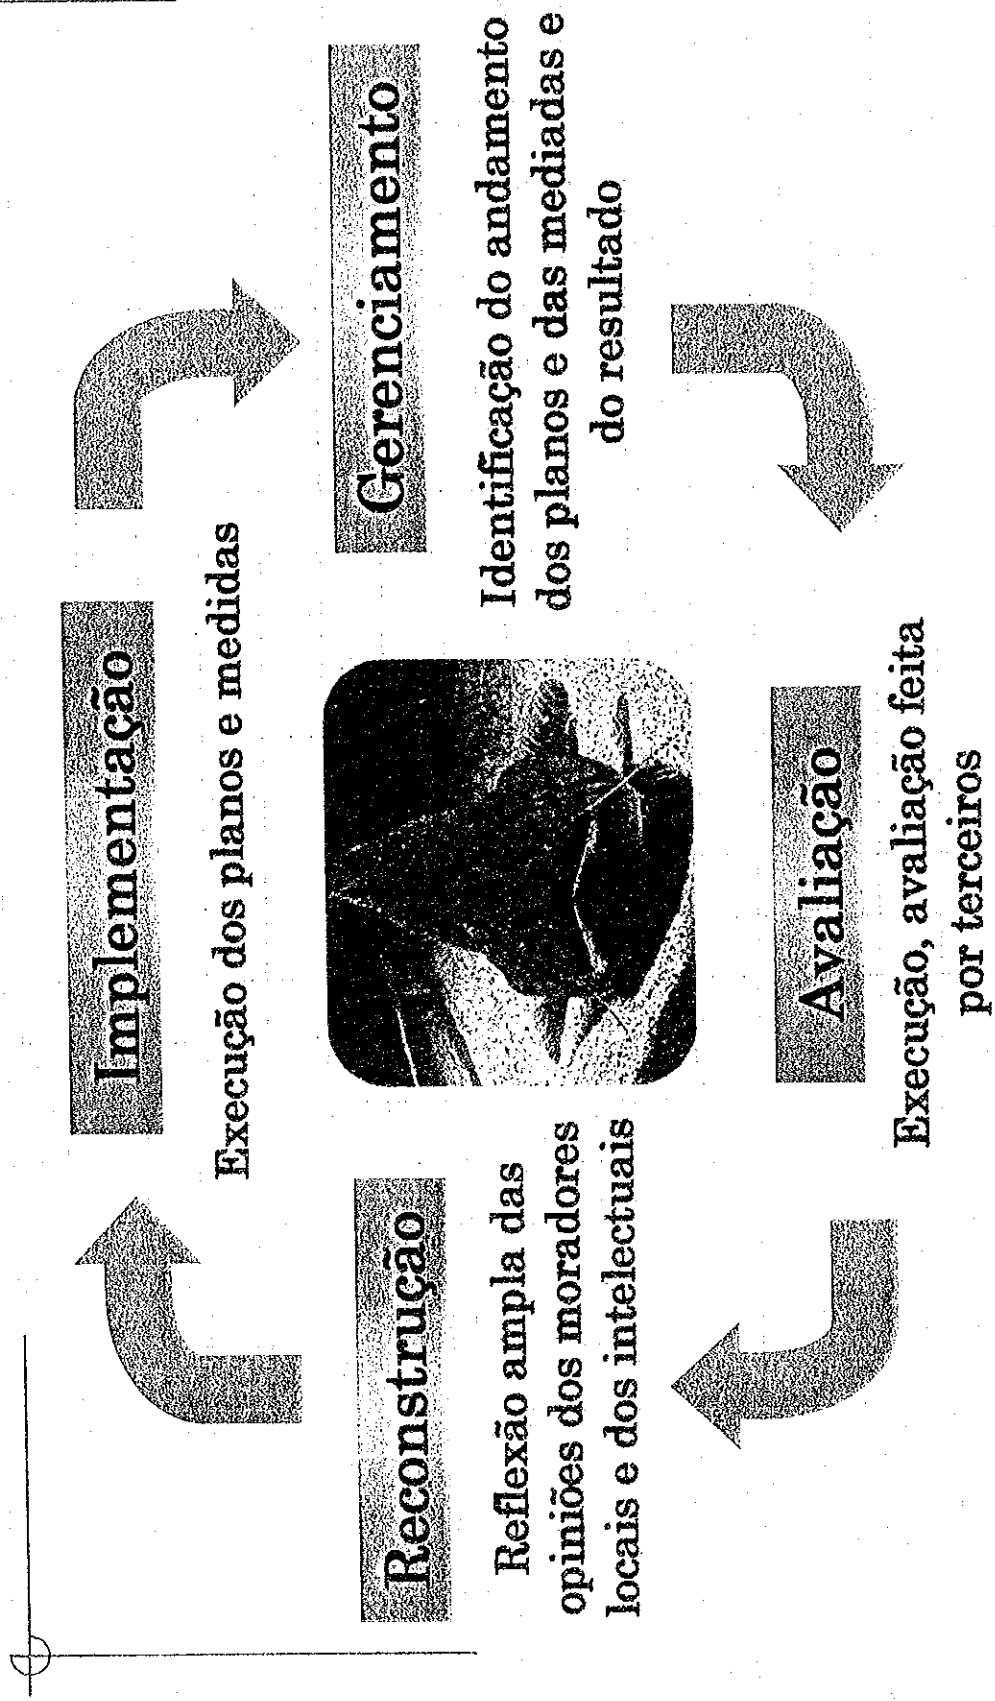 Implementação
Execução dos planos e medidas
Gerenciamento
Identificação do andamento
dos planos e das mediadas e
do resultado
Avaliação
Execução, avaliação feita
por terceiros
Reconstrução
Reflexão ampla das
opiniões dos moradores
locais e dos intelectuais